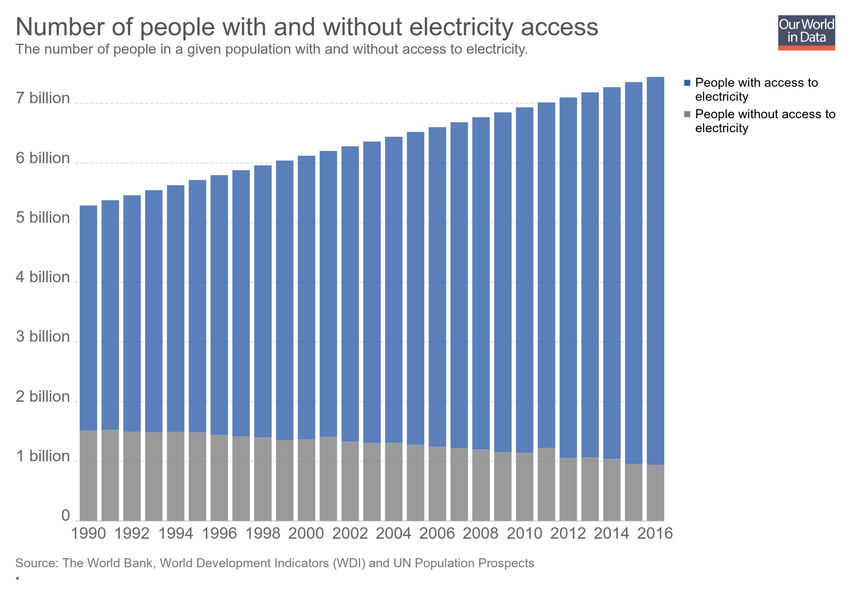 Number of people with and without electricity access
The number of people in a given population with and without access to electricity.
Our World
in Data
People with access to
electricity
People without access to
electricity
7 billion
6 billion
5 billion
4 billion
3 billion
2 billion
1 billion
0
1990 1992 1994 1996 1998 2000 2002 2004 2006 2008 2010 2012 2014 2016
Source: The World Bank, World Development Indicators (WDI) and UN Population Prospects
•